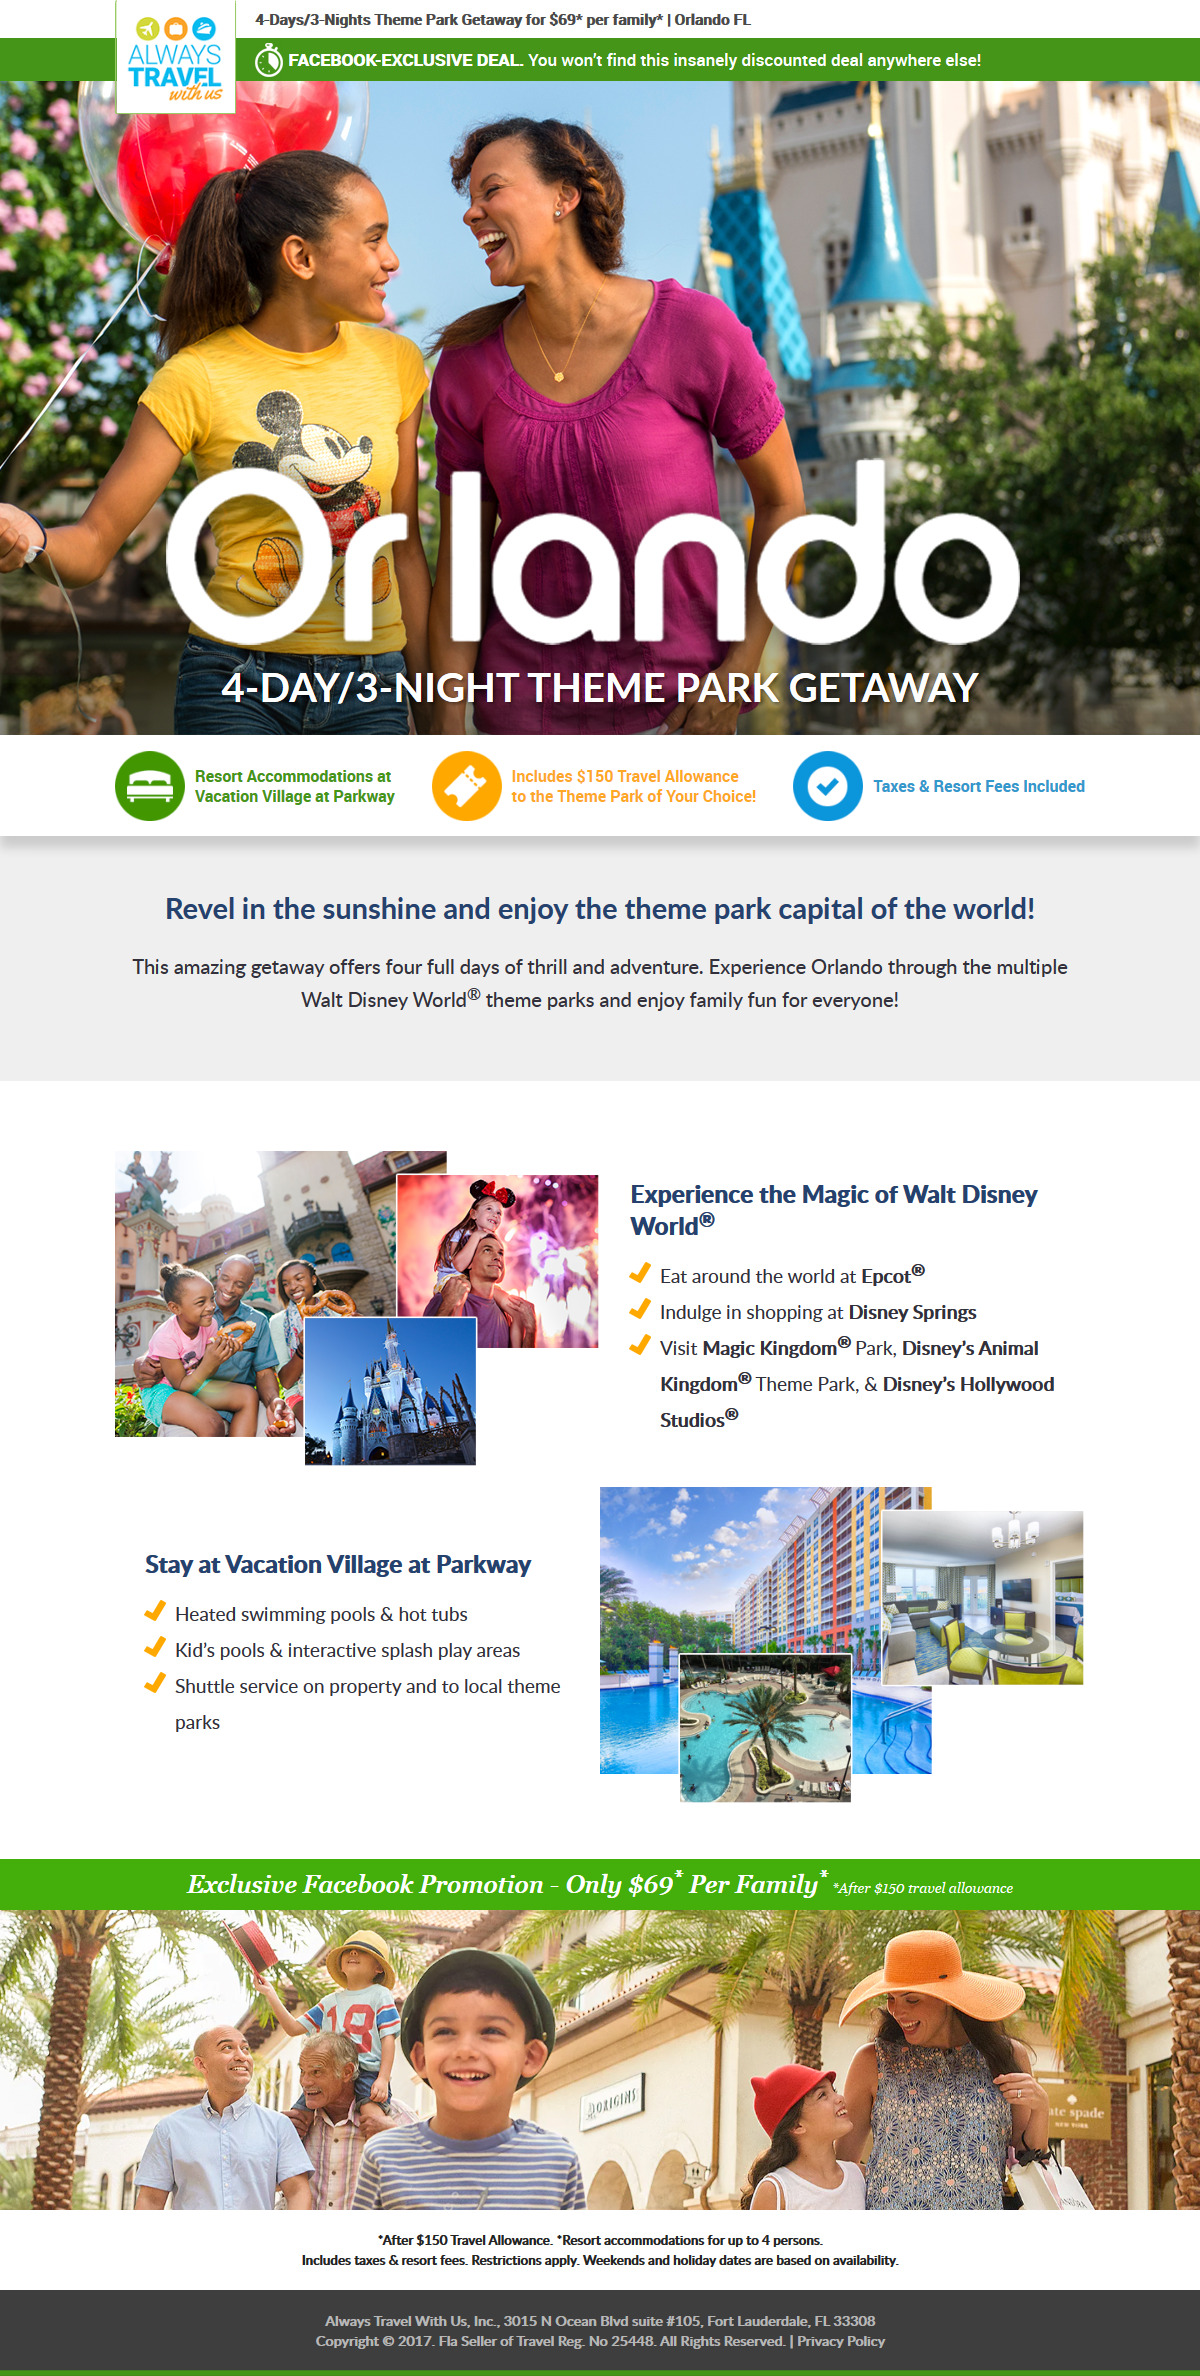 4-Days/3-Nights Theme Park Getaway for $69* per family* | Orlando FL
ALWAYS
TRAVEL
with us
FACEBOOK-EXCLUSIVE DEAL. You won't find this insanely discounted deal anywhere else!
Orlando
4-DAY/3-NIGHT THEME PARK GETAWAY
Resort Accommodations at
Vacation Village at Parkway
Includes $150 Travel Allowance
to the Theme Park of Your Choice!
Taxes & Resort Fees Included
Revel in the sunshine and enjoy the theme park capital of the world!
This amazing getaway offers four full days of thrill and adventure. Experience Orlando through the multiple
Walt Disney World® theme parks and enjoy family fun for everyone!
Experience the Magic of Walt Disney
World®
Eat around the world at Epcot®
Indulge in shopping at Disney Springs
Visit Magic Kingdom® Park, Disney's Animal
Kingdom® Theme Park, & Disney's Hollywood
Studios®
Stay at Vacation Village at Parkway
Heated swimming pools & hot tubs
Kid's pools & interactive splash play areas
Shuttle service on property and to local theme
parks
Exclusive Facebook Promotion - Only $69* Per Family* *After $150 travel allowance
18
ORIGINS
kate spade
NEW YORK
*After $150 Travel Allowance. *Resort accommodations for up to 4 persons.
Includes taxes & resort fees. Restrictions apply. Weekends and holiday dates are based on availability.
Always Travel With Us, Inc., 3015 N Ocean Blvd suite #105, Fort Lauderdale, FL 33308
Copyright © 2017. Fla Seller of Travel Reg. No 25448. All Rights Reserved. | Privacy Policy